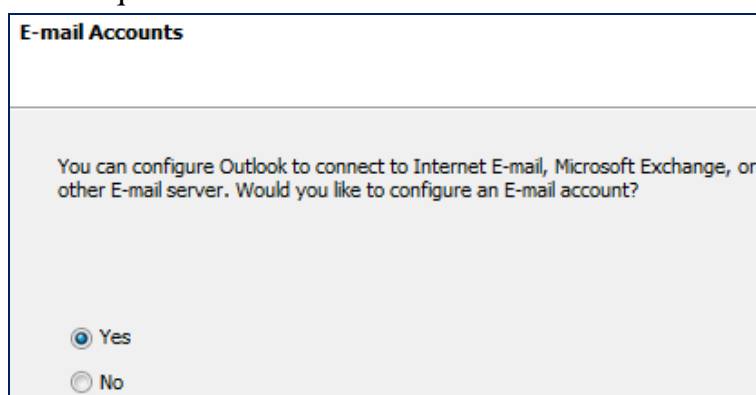 E-mail Accounts
You can configure Outlook to connect to Internet E-mail, Microsoft Exchange, or
other E-mail server. Would you like to configure an E-mail account?
Yes
No